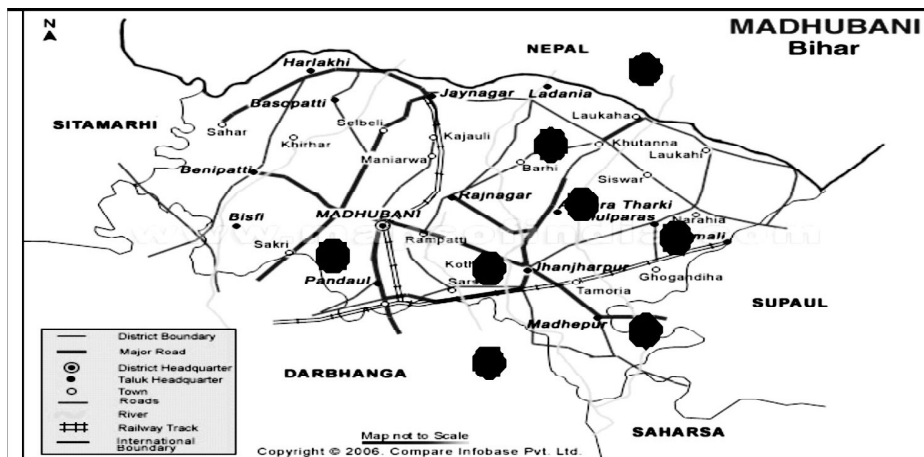 N
MADHUBANI
Bihar
NEPAL
Harlakhi
Jaynagar
Ladania
Basopatti
SITAMARHI
Sahar
Selbeli
Laukaha
Khirhar
Kajauli
Khutanna
Laukahi
Maniarwa
Barhi
Benipatti
Siswar
Rajnagar
Tharki
Bisfi
MADHUBANI
Narahia
Rampatti
Sakri
Jhanjharpur
Ghogandiha
Pandaul
Tamoria
SUPAUL
Madhepur
District Boundary
Major Road
District Headquarter
Taluk Headquarter
Town
Roads
River
Railway Track
International
Boundary
DARBHANGA
SAHARSA
Map not to Scale
Copyright © 2006. Compare Infobase Pvt. Ltd.